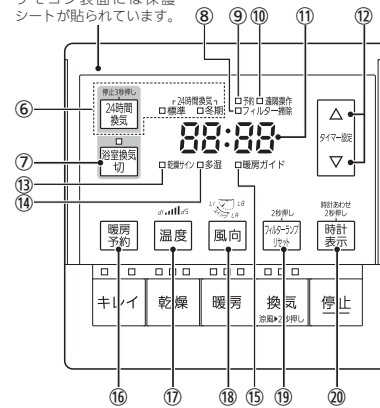 リモコン表面には保護
シートが貼られています。
⑧ ⑨ ⑩ ⑪ ⑫
停止3秒押し
24時間
換気
⑥
┌24時間換気┐
標準 冬期
予約 遠隔操作
フィルター掃除
88:88
△
タイマー設定
▽
⑦
浴室換気
切
⑬
⑭
乾燥サイン 多湿 暖房ガイド
LI LB
LR
2秒押し
時計あわせ
2秒押し
暖房
予約
温度
風向
フィルターランプ
リセット
時計
表示
キレイ 乾燥 暖房 換気 停止
涼風▶2秒押し
⑯ ⑰ ⑱ ⑮ ⑲ ⑳